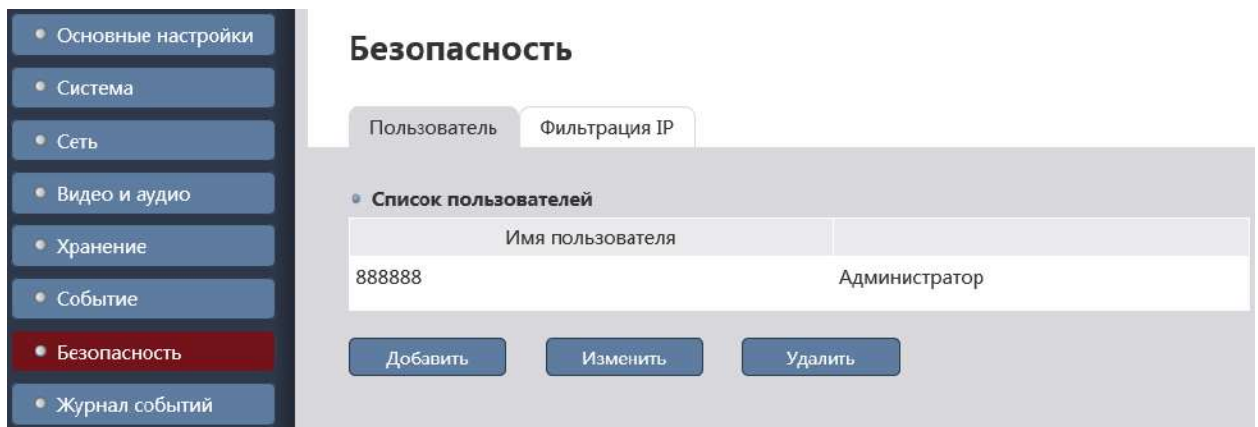 Основные настройки
Система
Сеть
Видео и аудио
Хранение
Событие
Безопасность
Журнал событий
Безопасность
Пользователь Фильтрация IP
Список пользователей
Имя пользователя
888888 Администратор
Добавить Изменить Удалить